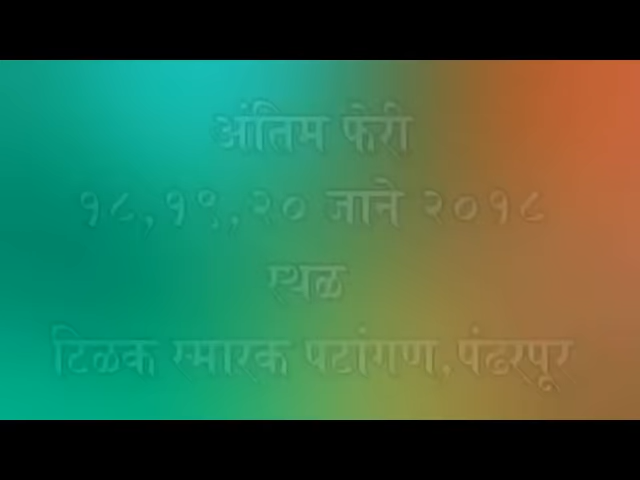 अंतिम फेरी
१८,१९,२० जाने २०१८
स्थळ
टिळक स्मारक पटांगण,पंढरपूर